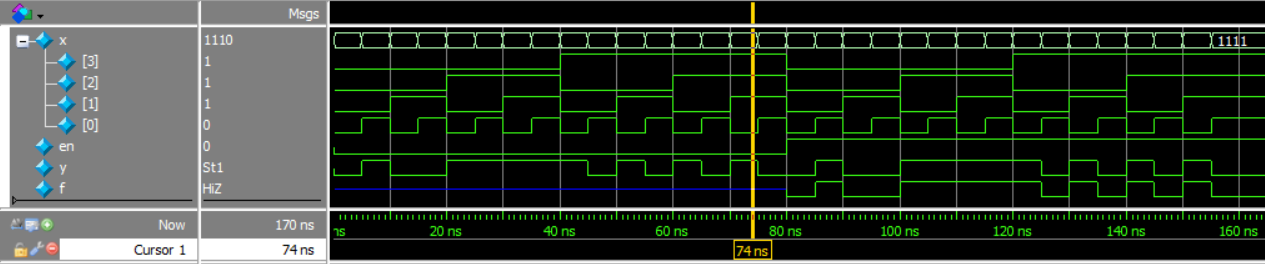 Msgs
x 1110 1111
[3] 1
[2] 1
[1] 1
[0] 0
en 0
y St1
f HiZ
Now 170 ns ns 20 ns 40 ns 60 ns 80 ns 100 ns 120 ns 140 ns 160 ns
Cursor 1 74 ns 74 ns